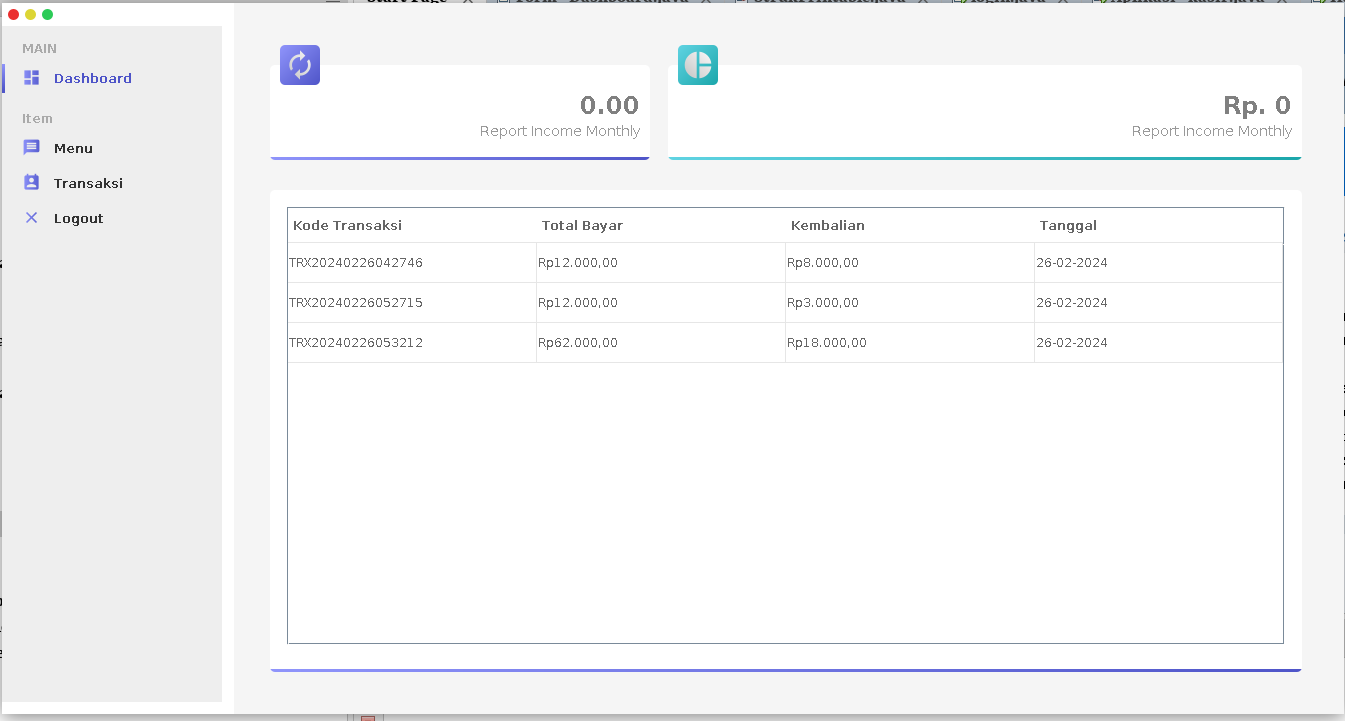 MAIN
Dashboard
Item
Menu
Transaksi
Logout
0.00
Report Income Monthly
Rp. 0
Report Income Monthly
Kode Transaksi Total Bayar Kembalian Tanggal
TRX20240226042746 Rp12.000,00 Rp8.000,00 26-02-2024
TRX20240226052715 Rp12.000,00 Rp3.000,00 26-02-2024
TRX20240226053212 Rp62.000,00 Rp18.000,00 26-02-2024